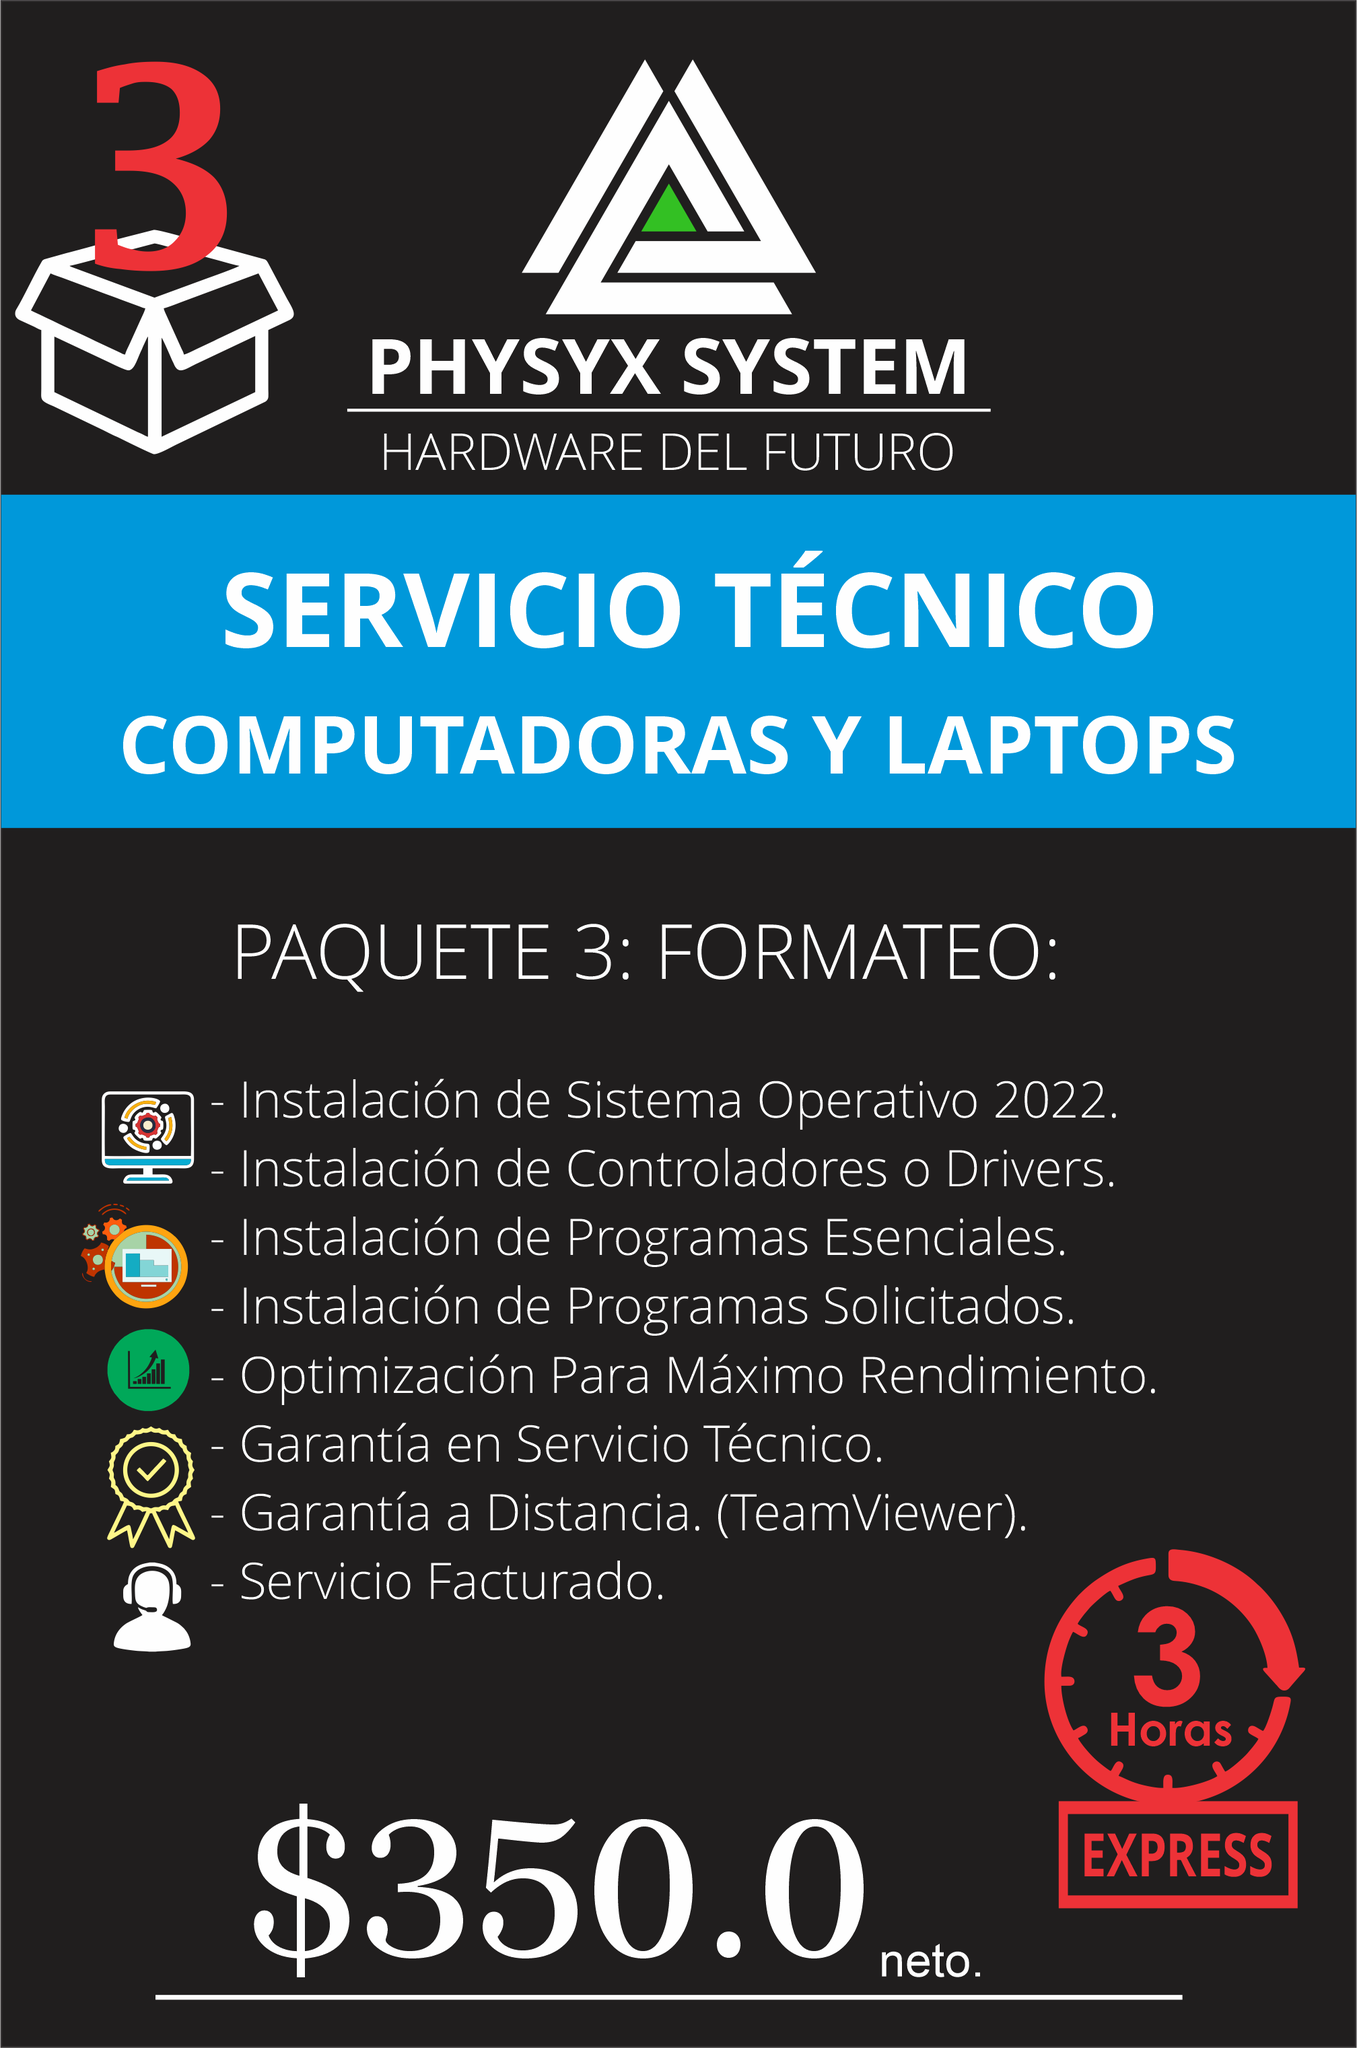 3
PHYSYX SYSTEM
HARDWARE DEL FUTURO
SERVICIO TÉCNICO
COMPUTADORAS Y LAPTOPS
PAQUETE 3: FORMATEO:
- Instalación de Sistema Operativo 2022.
- Instalación de Controladores o Drivers.
- Instalación de Programas Esenciales.
- Instalación de Programas Solicitados.
- Optimización Para Máximo Rendimiento.
- Garantía en Servicio Técnico.
- Garantía a Distancia. (TeamViewer).
- Servicio Facturado.
3
Horas
EXPRESS
$350.0 neto.